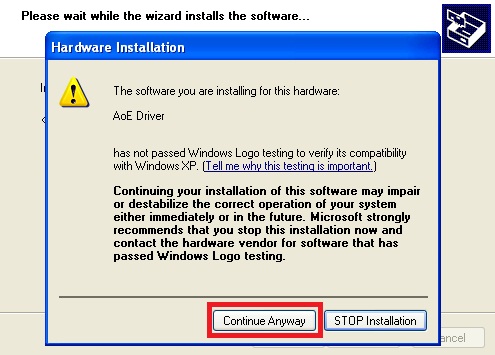 Please wait while the wizard installs the software...
Hardware Installation
The software you are installing for this hardware:
AoE Driver
has not passed Windows Logo testing to verify its compatibility
with Windows XP. (Tell me why this testing is important.)
Continuing your installation of this software may impair
or destabilize the correct operation of your system
either immediately or in the future. Microsoft strongly
recommends that you stop this installation now and
contact the hardware vendor for software that has
passed Windows Logo testing.
Continue Anyway
STOP Installation
ancel